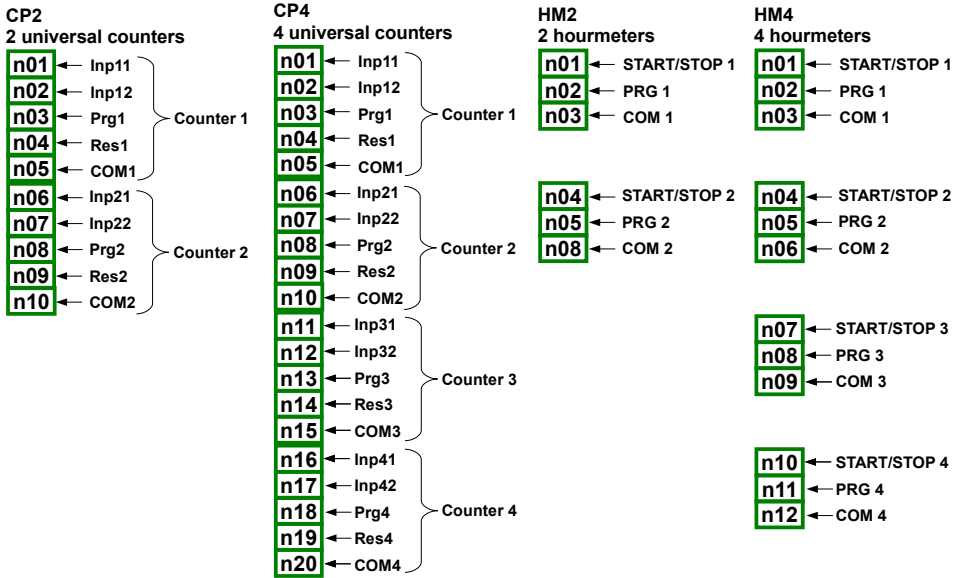 CP2
2 universal counters
n01 Inp11
n02 Inp12
n03 Prg1
n04 Res1
n05 COM1
Counter 1
n06 Inp21
n07 Inp22
n08 Prg2
n09 Res2
n10 COM2
Counter 2
CP4
4 universal counters
n01 Inp11
n02 Inp12
n03 Prg1
n04 Res1
n05 COM1
Counter 1
n06 Inp21
n07 Inp22
n08 Prg2
n09 Res2
n10 COM2
Counter 2
n11 Inp31
n12 Inp32
n13 Prg3
n14 Res3
n15 COM3
Counter 3
n16 Inp41
n17 Inp42
n18 Prg4
n19 Res4
n20 COM4
Counter 4
HM2
2 hourmeters
n01 START/STOP 1
n02 PRG 1
n03 COM 1
n04 START/STOP 2
n05 PRG 2
n08 COM 2
HM4
4 hourmeters
n01 START/STOP 1
n02 PRG 1
n03 COM 1
n04 START/STOP 2
n05 PRG 2
n06 COM 2
n07 START/STOP 3
n08 PRG 3
n09 COM 3
n10 START/STOP 4
n11 PRG 4
n12 COM 4